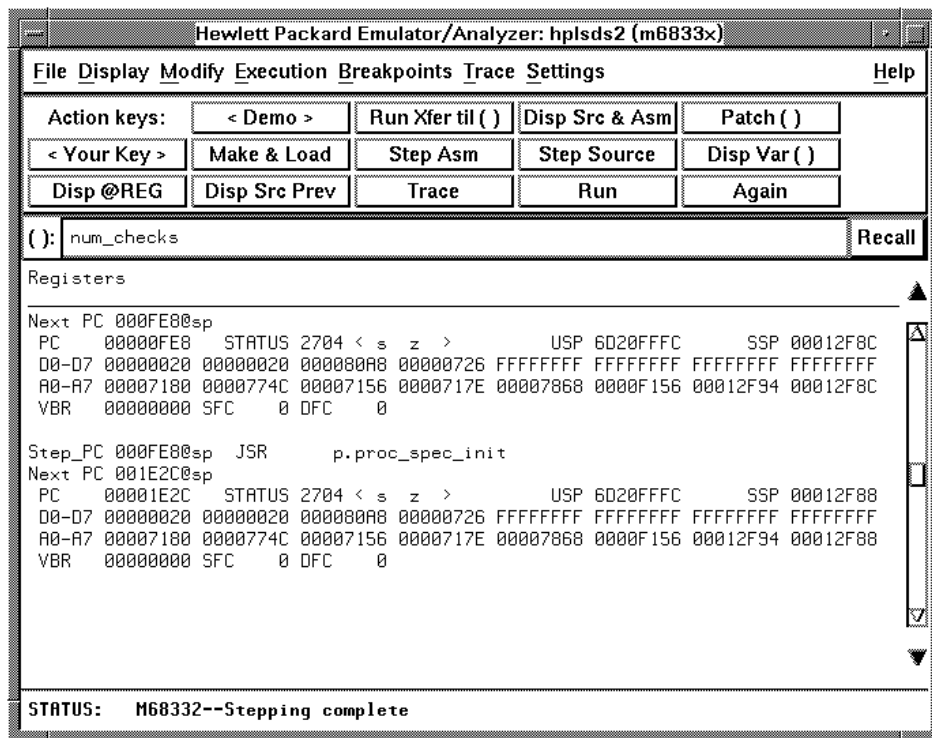 Hewlett Packard Emulator/Analyzer: hplsds2 (m6833x)
File Display Modify Execution Breakpoints Trace Settings Help
Action keys: < Demo > Run Xfer til ( ) Disp Src & Asm Patch ( )
< Your Key > Make & Load Step Asm Step Source Disp Var ( )
Disp @REG Disp Src Prev Trace Run Again
( ): num_checks Recall
Registers
Next PC 000FE8@sp
PC 00000FE8 STATUS 2704 < s z > USP 6D20FFFC SSP 00012F8C
D0-D7 00000020 00000020 000080A8 00000726 FFFFFFFF FFFFFFFF FFFFFFFF FFFFFFFF
A0-A7 00007180 0000774C 00007156 0000717E 00007868 0000F156 00012F94 00012F8C
VBR 00000000 SFC 0 DFC 0
Step_PC 000FE8@sp JSR p.proc_spec_init
Next PC 001E2C@sp
PC 00001E2C STATUS 2704 < s z > USP 6D20FFFC SSP 00012F88
D0-D7 00000020 00000020 000080A8 00000726 FFFFFFFF FFFFFFFF FFFFFFFF FFFFFFFF
A0-A7 00007180 0000774C 00007156 0000717E 00007868 0000F156 00012F94 00012F88
VBR 00000000 SFC 0 DFC 0
STATUS: M68332--Stepping complete